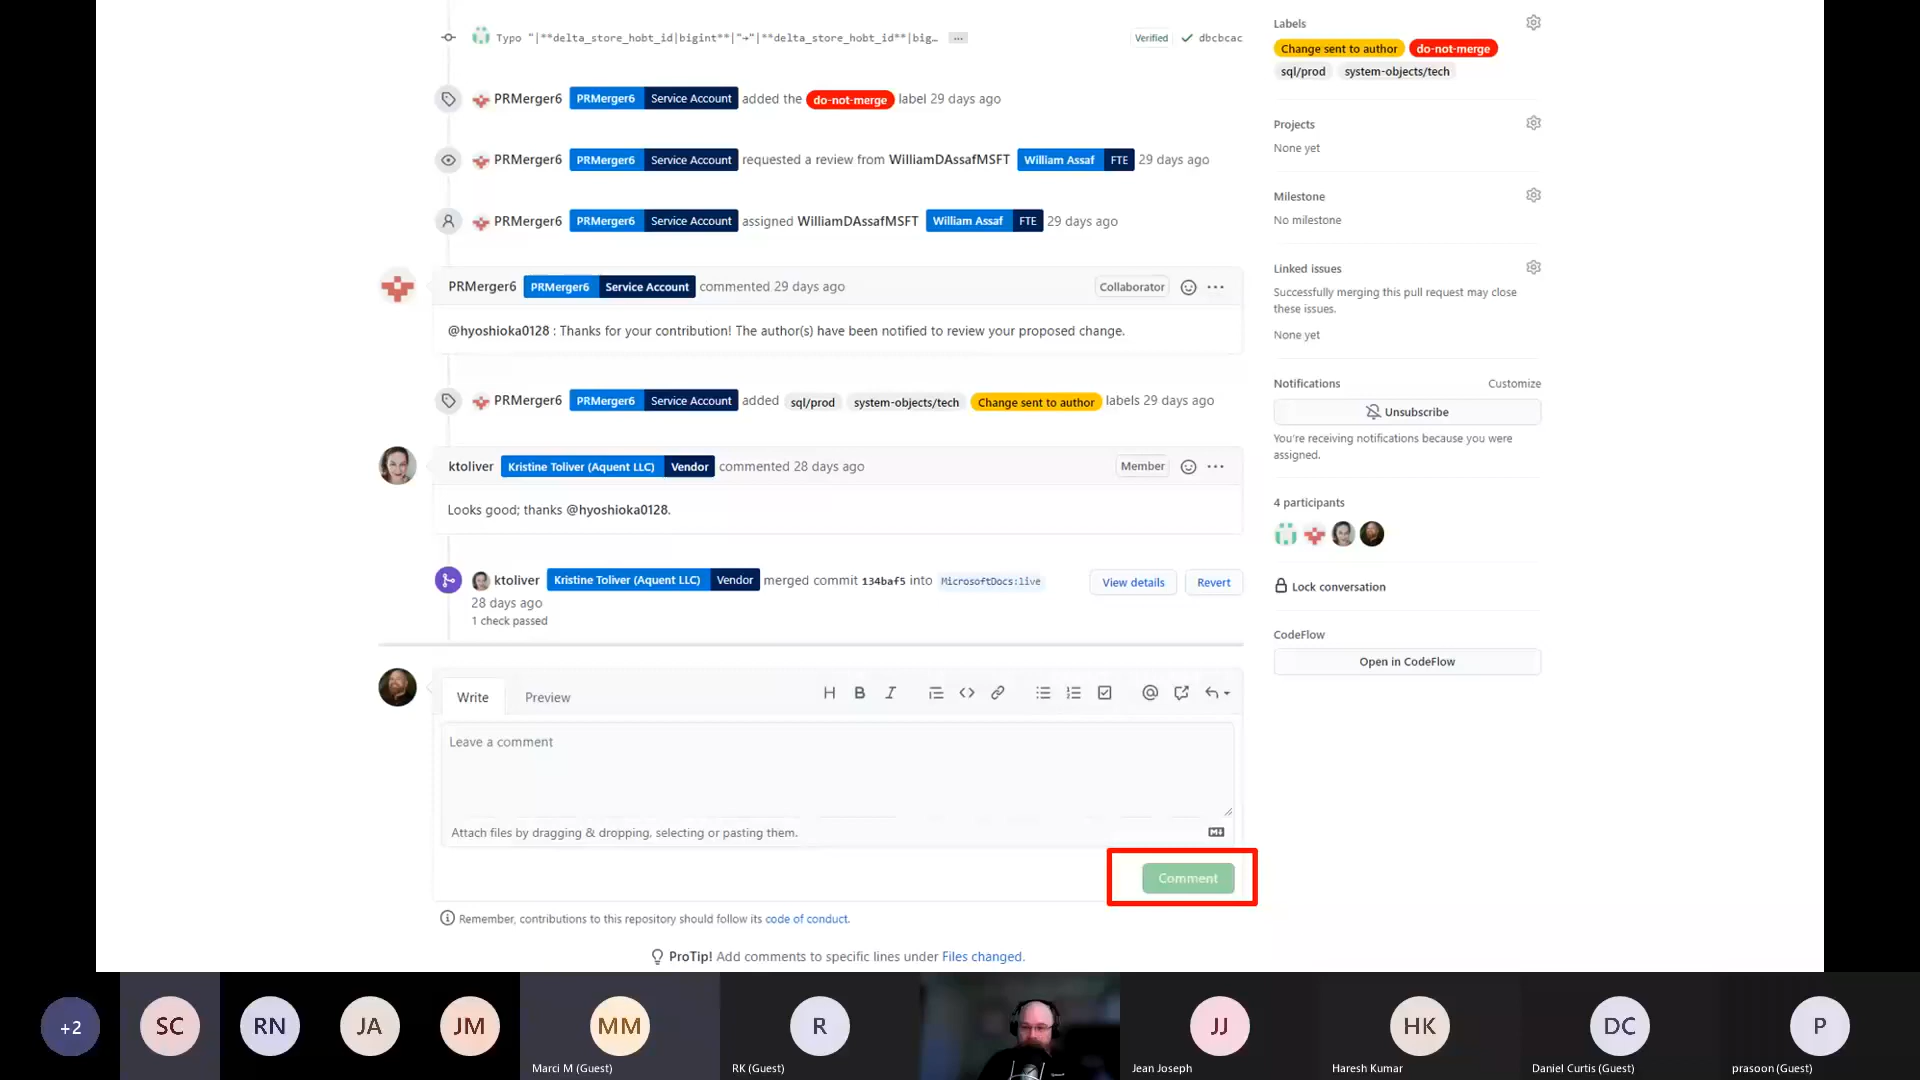 Typo "|**delta_store_hobt_id|bigint**|"→"|**delta_store_hobt_id**|big… ...
Verified dbcbcac
PRMerger6 PRMerger6 Service Account added the do-not-merge label 29 days ago
PRMerger6 PRMerger6 Service Account requested a review from WilliamDAssafMSFT William Assaf FTE 29 days ago
PRMerger6 PRMerger6 Service Account assigned WilliamDAssafMSFT William Assaf FTE 29 days ago
PRMerger6 PRMerger6 Service Account commented 29 days ago
Collaborator
@hyoshioka0128 : Thanks for your contribution! The author(s) have been notified to review your proposed change.
PRMerger6 PRMerger6 Service Account added sql/prod system-objects/tech Change sent to author labels 29 days ago
ktoliver Kristine Toliver (Aquent LLC) Vendor commented 28 days ago
Member
Looks good; thanks @hyoshioka0128.
ktoliver Kristine Toliver (Aquent LLC) Vendor merged commit 134baf5 into MicrosoftDocs:live
28 days ago
1 check passed
View details
Revert
Write
Preview
Leave a comment
Attach files by dragging & dropping, selecting or pasting them.
Comment
Remember, contributions to this repository should follow its code of conduct.
ProTip! Add comments to specific lines under Files changed.
Labels
Change sent to author do-not-merge
sql/prod system-objects/tech
Projects
None yet
Milestone
No milestone
Linked issues
Successfully merging this pull request may close
these issues.
None yet
Notifications
Customize
Unsubscribe
You're receiving notifications because you were
assigned.
4 participants
Lock conversation
CodeFlow
Open in CodeFlow
+2
SC
RN
JA
JM
MM
Marci M (Guest)
R
RK (Guest)
JJ
Jean Joseph
HK
Haresh Kumar
DC
Daniel Curtis (Guest)
P
prasoon (Guest)